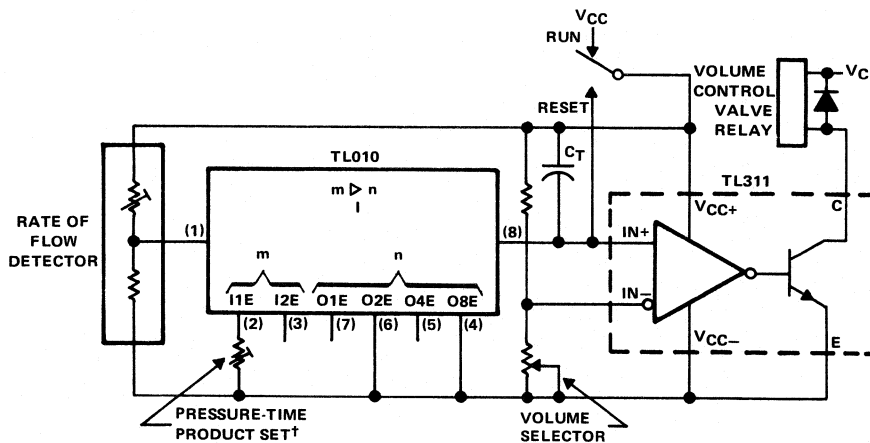 VCC
RUN
RESET
VOLUME
CONTROL
VALVE
RELAY
VC
TL010
CT
TL311
m ▷ n
I
VCC+
C
RATE OF
FLOW
DETECTOR
(1)
(8)
IN+
m
n
I1E I2E O1E O2E O4E O8E
IN−
(2) (3) (7) (6) (5) (4)
VCC−
E
PRESSURE-TIME
PRODUCT SET†
VOLUME
SELECTOR